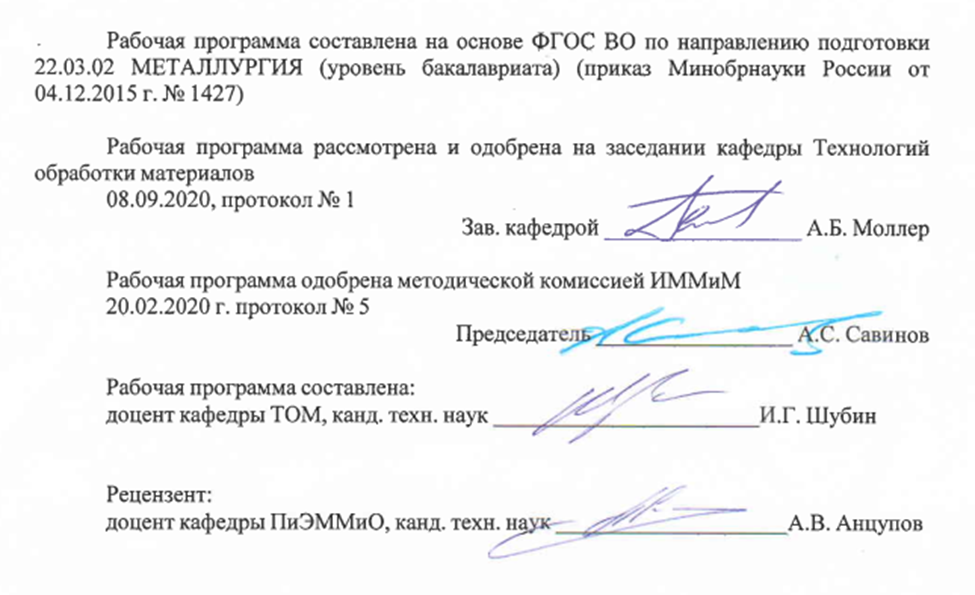 Рабочая программа составлена на основе ФГОС ВО по направлению подготовки
22.03.02 МЕТАЛЛУРГИЯ (уровень бакалавриата) (приказ Минобрнауки России от
04.12.2015 г. № 1427)
Рабочая программа рассмотрена и одобрена на заседании кафедры Технологий
обработки материалов
08.09.2020, протокол № 1
Зав. кафедрой А.Б. Моллер
Рабочая программа одобрена методической комиссией ИММиМ
20.02.2020 г. протокол № 5
Председатель А.С. Савинов
Рабочая программа составлена:
доцент кафедры ТОМ, канд. техн. наук И.Г. Шубин
Рецензент:
доцент кафедры ПиЭММиО, канд. техн. наук А.В. Анцупов